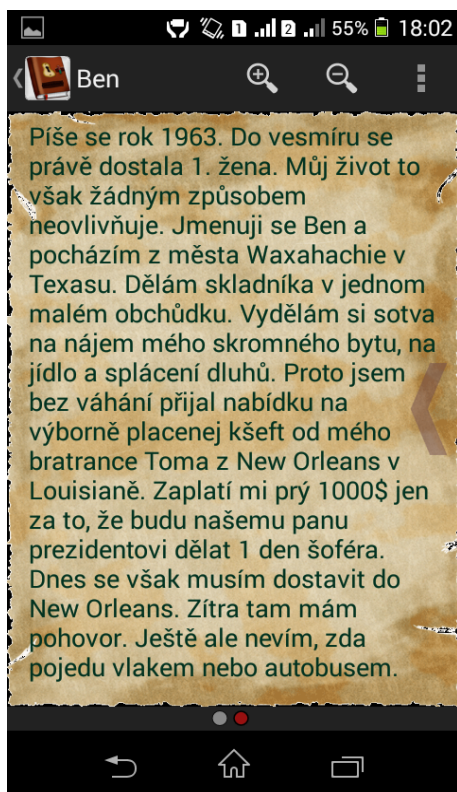 1 2 55% 18:02
Ben
Píše se rok 1963. Do vesmíru se
právě dostala 1. žena. Můj život to
však žádným způsobem
neovlivňuje. Jmenuji se Ben a
pocházím z města Waxahachie v
Texasu. Dělám skladníka v jednom
malém obchůdku. Vydělám si sotva
na nájem mého skromného bytu, na
jídlo a splácení dluhů. Proto jsem
bez váhání přijal nabídku na
výborně placenej kšeft od mého
bratrance Toma z New Orleans v
Louisianě. Zaplatí mi prý 1000$ jen
za to, že budu našemu panu
prezidentovi dělat 1 den šoféra.
Dnes se však musím dostavit do
New Orleans. Zítra tam mám
pohovor. Ještě ale nevím, zda
pojedu vlakem nebo autobusem.